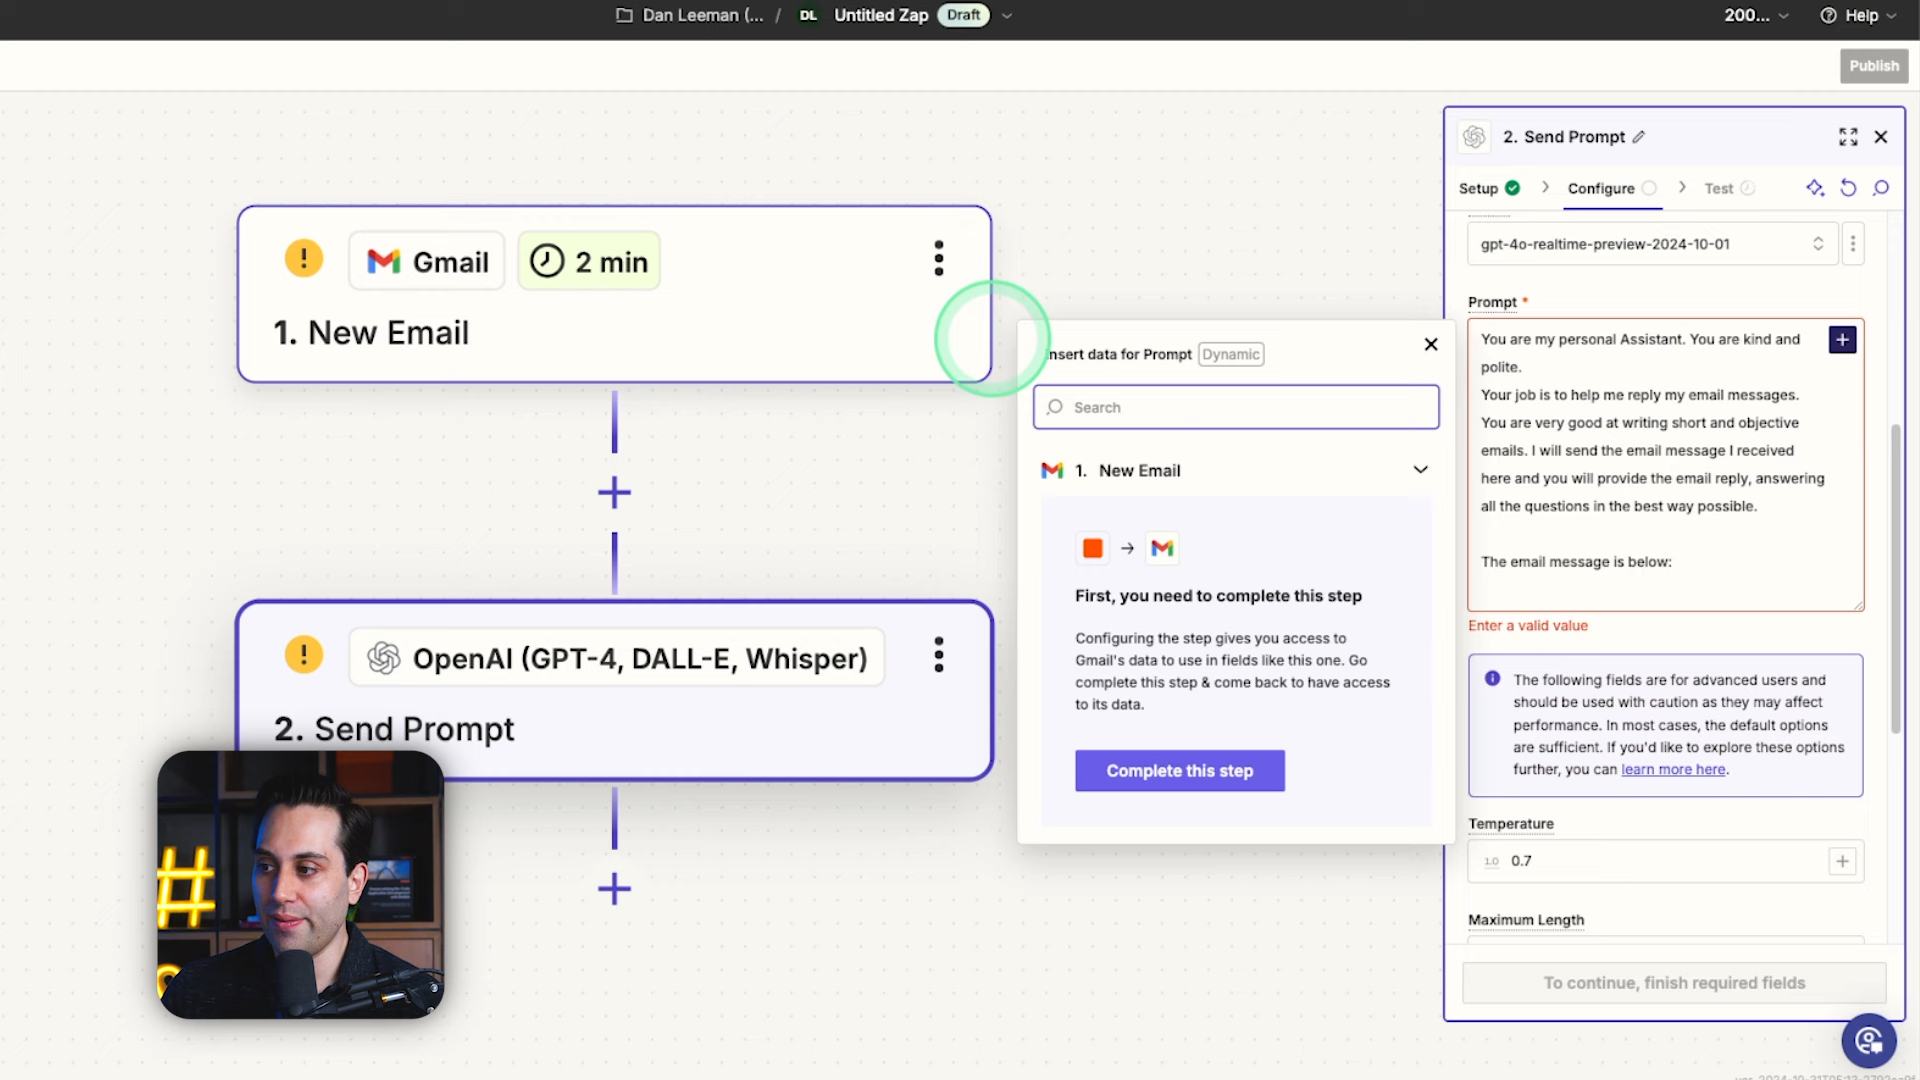 Dan Leeman (... / DL Untitled Zap Draft
200... Help
Publish
2. Send Prompt
Setup Configure Test
gpt-4o-realtime-preview-2024-10-01
Prompt *
You are my personal Assistant. You are kind and
polite.
Your job is to help me reply my email messages.
You are very good at writing short and objective
emails. I will send the email message I received
here and you will provide the email reply, answering
all the questions in the best way possible.
The email message is below:
Enter a valid value
The following fields are for advanced users and
should be used with caution as they may affect
performance. In most cases, the default options
are sufficient. If you'd like to explore these options
further, you can learn more here.
Temperature
1.0 0.7
Maximum Length
To continue, finish required fields
Gmail 2 min
1. New Email
OpenAI (GPT-4, DALL-E, Whisper)
2. Send Prompt
nsert data for Prompt Dynamic
Search
1. New Email
First, you need to complete this step
Configuring the step gives you access to
Gmail's data to use in fields like this one. Go
complete this step & come back to have access
to its data.
Complete this step